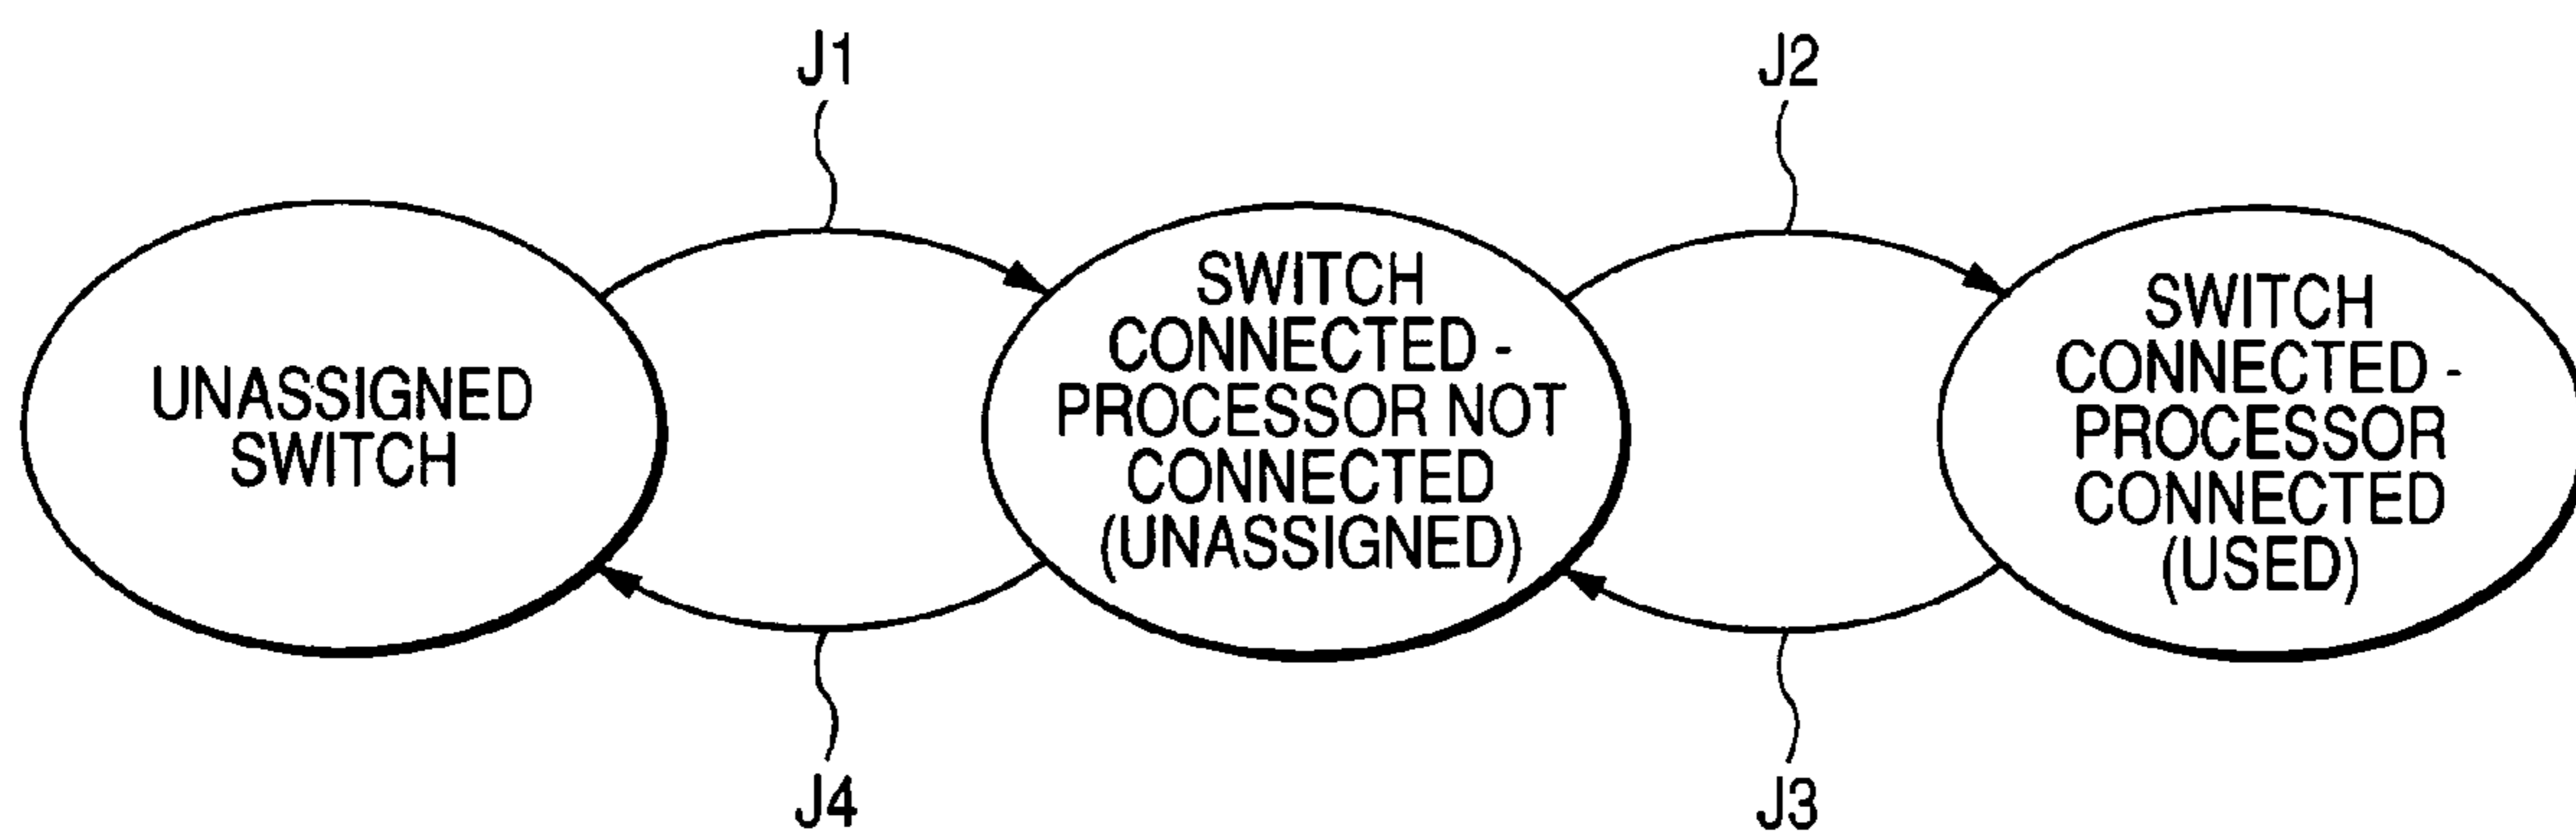 J1
J2
UNASSIGNED
SWITCH
SWITCH
CONNECTED -
PROCESSOR NOT
CONNECTED
(UNASSIGNED)
SWITCH
CONNECTED -
PROCESSOR
CONNECTED
(USED)
J4
J3